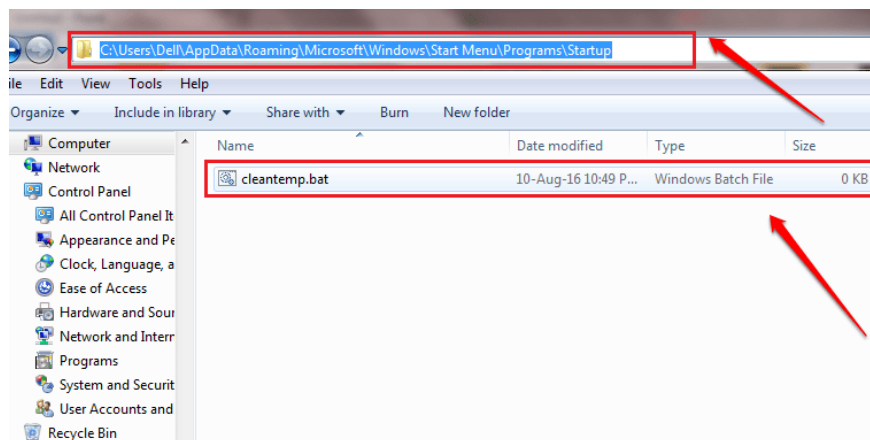 C:\Users\Dell\AppData\Roaming\Microsoft\Windows\Start Menu\Programs\Startup
ile Edit View Tools Help
Organize Include in library Share with Burn New folder
Computer
Name Date modified Type Size
Network
cleantemp.bat 10-Aug-16 10:49 P... Windows Batch File 0 KB
Control Panel
All Control Panel It
Appearance and Pe
Clock, Language, a
Ease of Access
Hardware and Sour
Network and Intern
Programs
System and Securit
User Accounts and
Recycle Bin